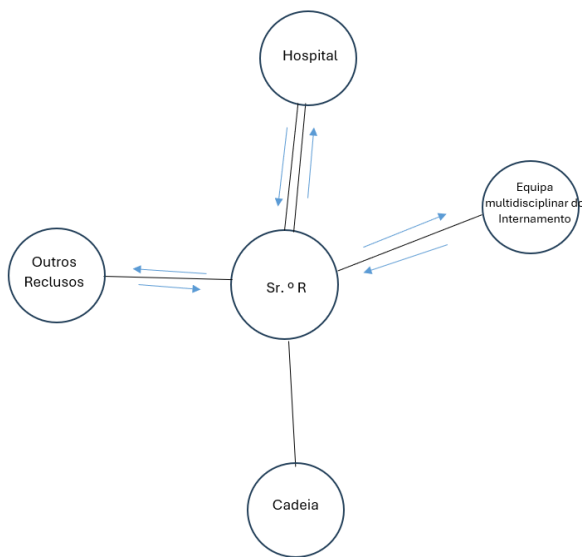 Hospital
Equipa
multidisciplinar do
Internamento
Outros
Reclusos
Sr. º R
Cadeia